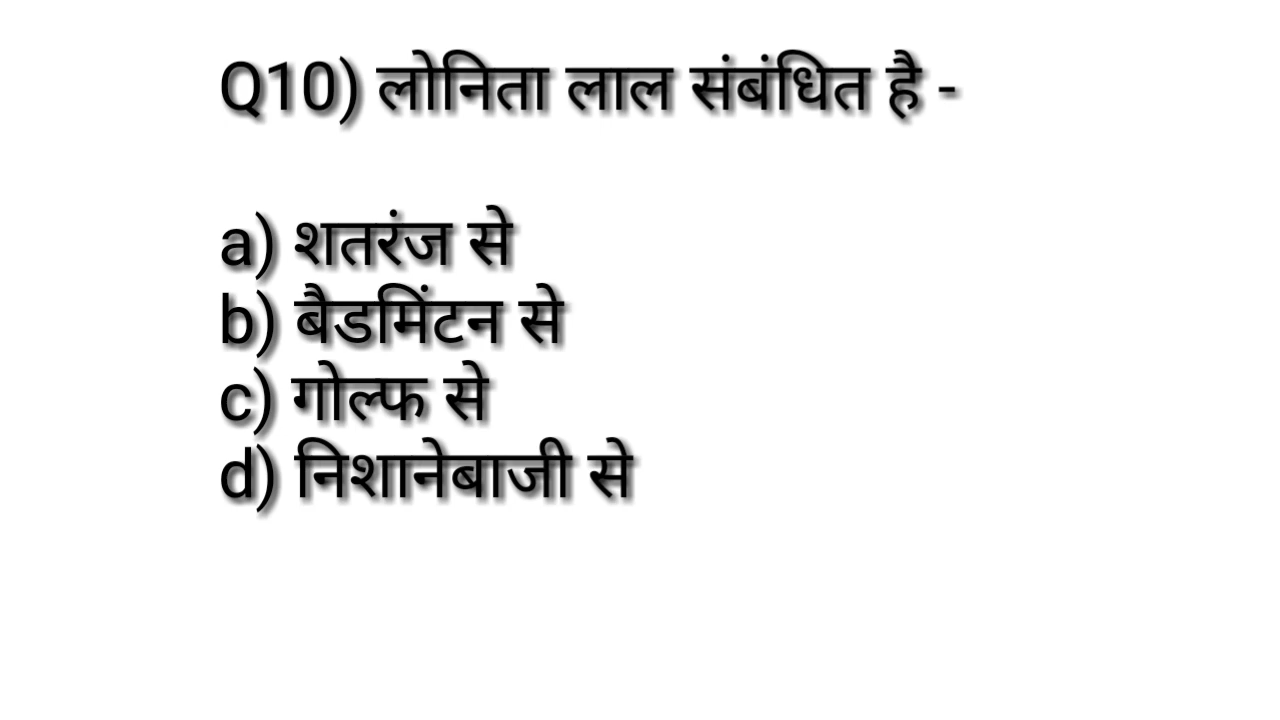 Q10) लोनिता लाल संबंधित है -
a) शतरंज से
b) बैडमिंटन से
c) गोल्फ से
d) निशानेबाजी से